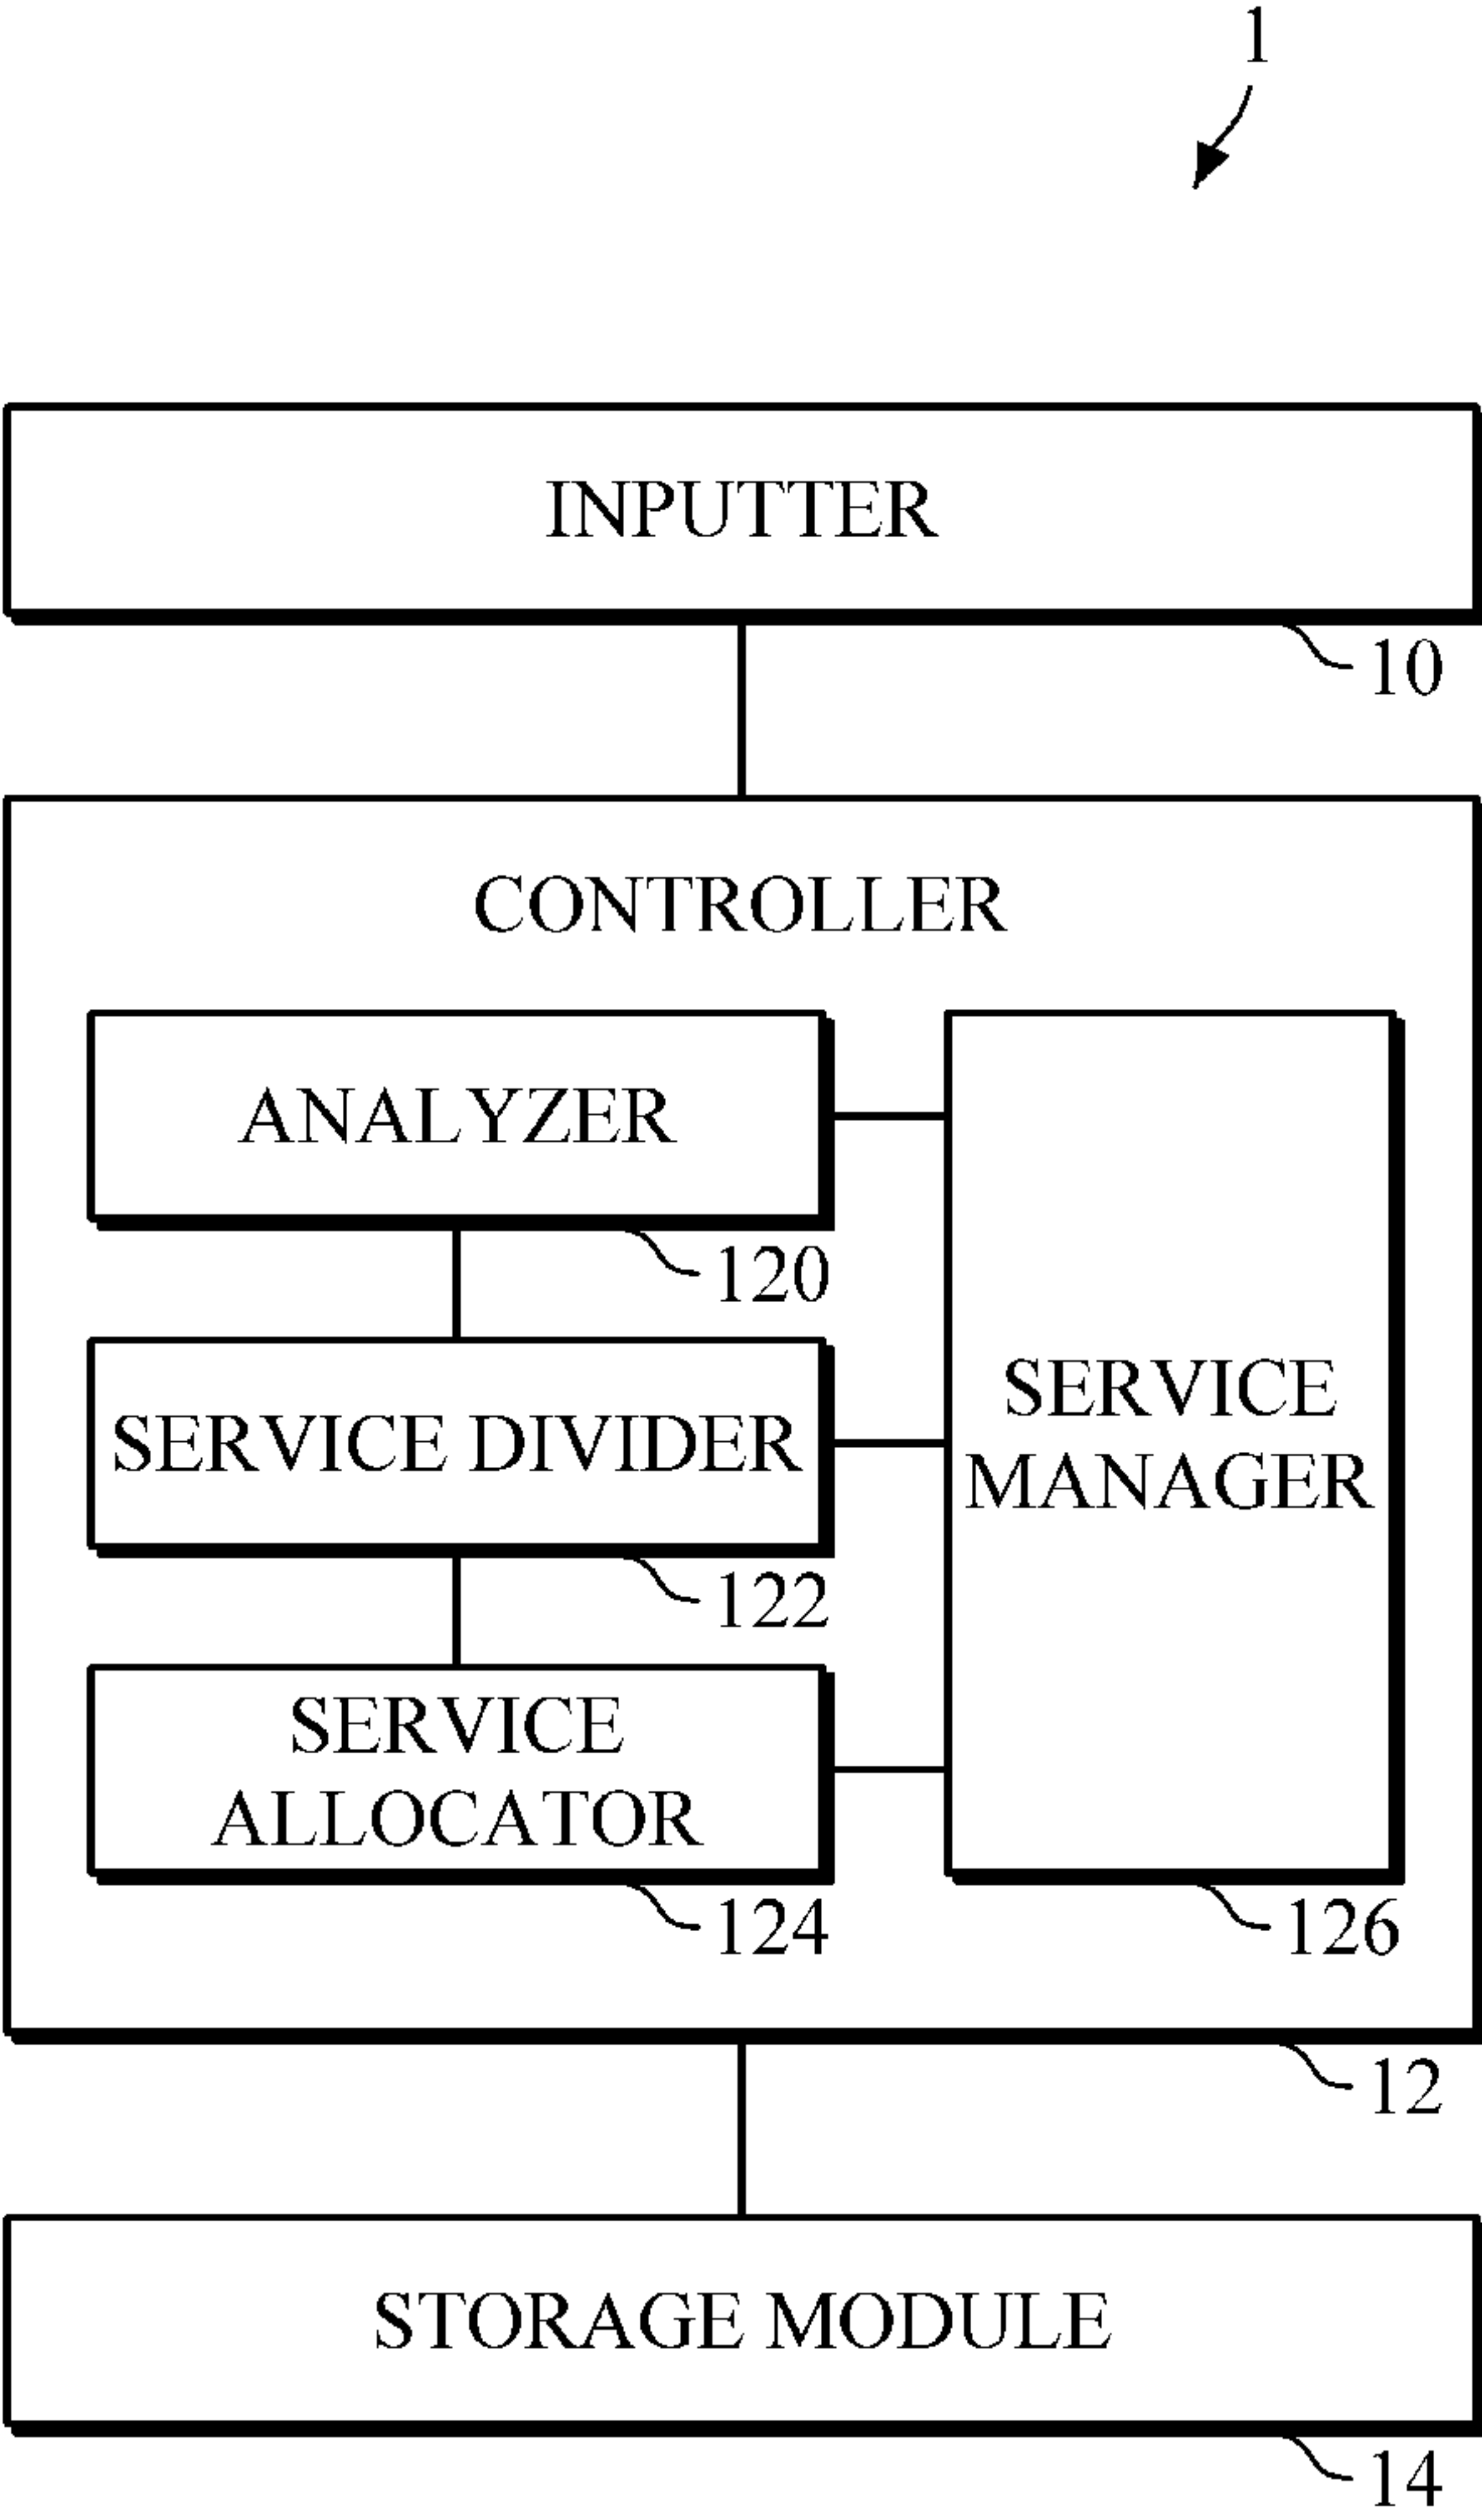 1
INPUTTER
10
CONTROLLER
ANALYZER
120
SERVICE DIVIDER
122
SERVICE
ALLOCATOR
124
SERVICE
MANAGER
126
12
STORAGE MODULE
14